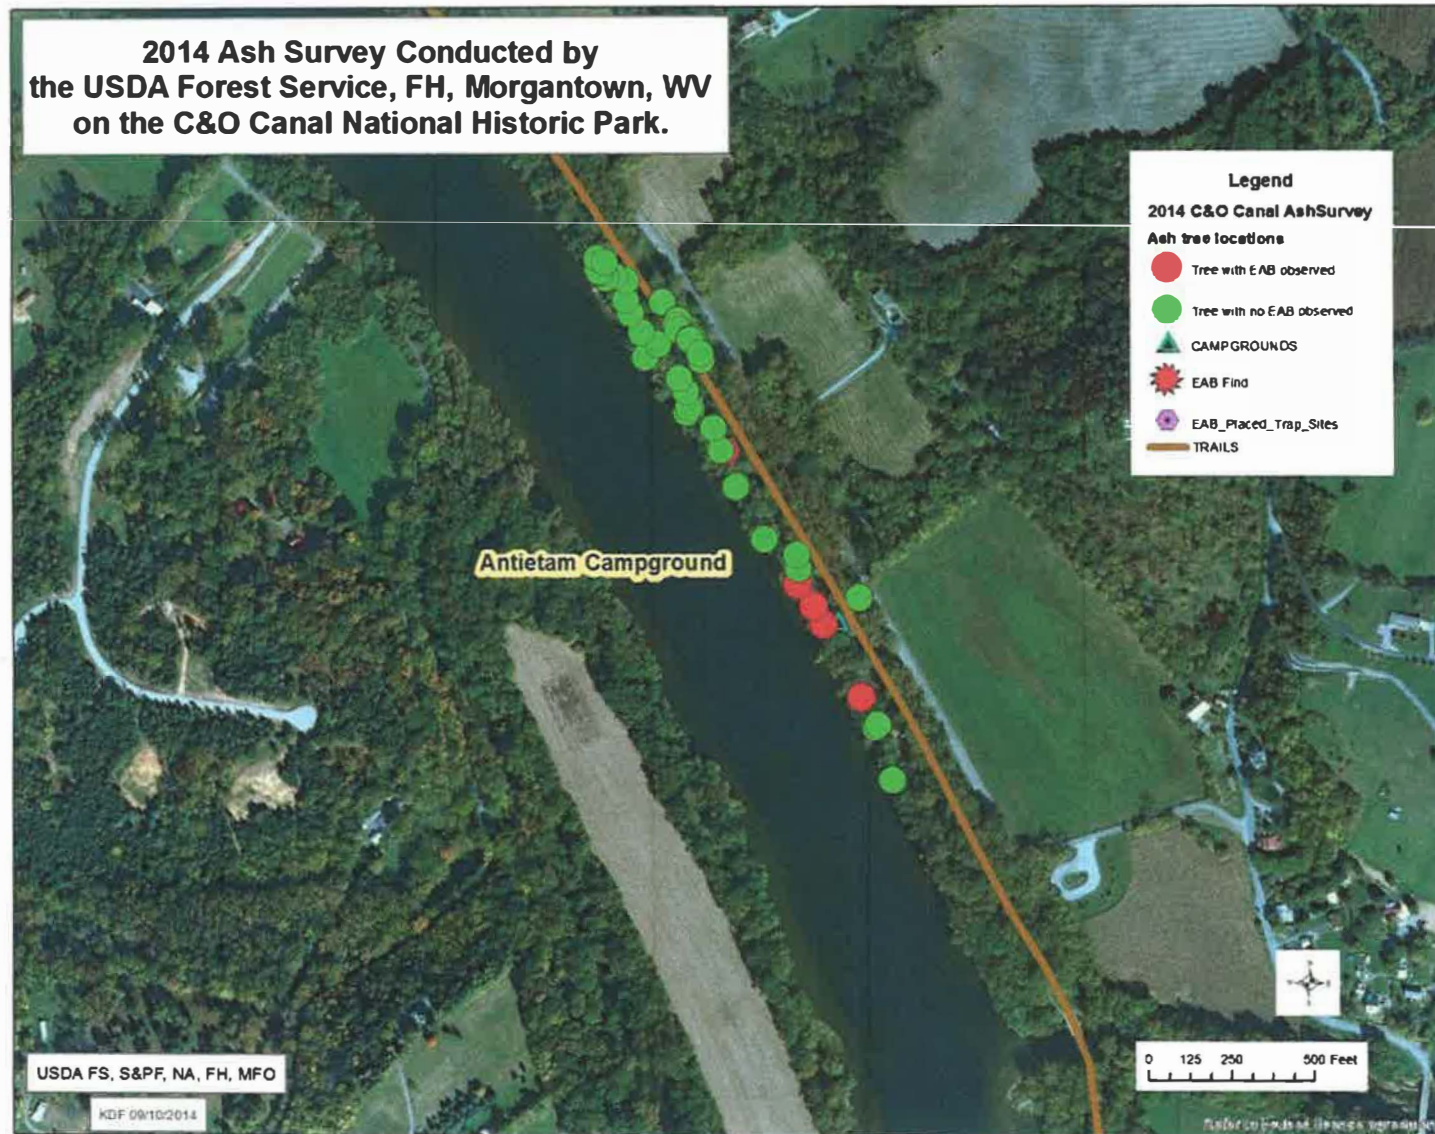 2014 Ash Survey Conducted by
the USDA Forest Service, FH, Morgantown, WV
on the C&O Canal National Historic Park.
Legend
2014 C&O Canal AshSurvey
Ash tree locations
Tree with EAB observed
Tree with no EAB observed
CAMPGROUNDS
EAB Find
EAB_Placed_Trap_Sites
TRAILS
Antietam Campground
0 125 250 500 Feet
USDA FS, S&PF, NA, FH, MFO
KDF 09/10/2014